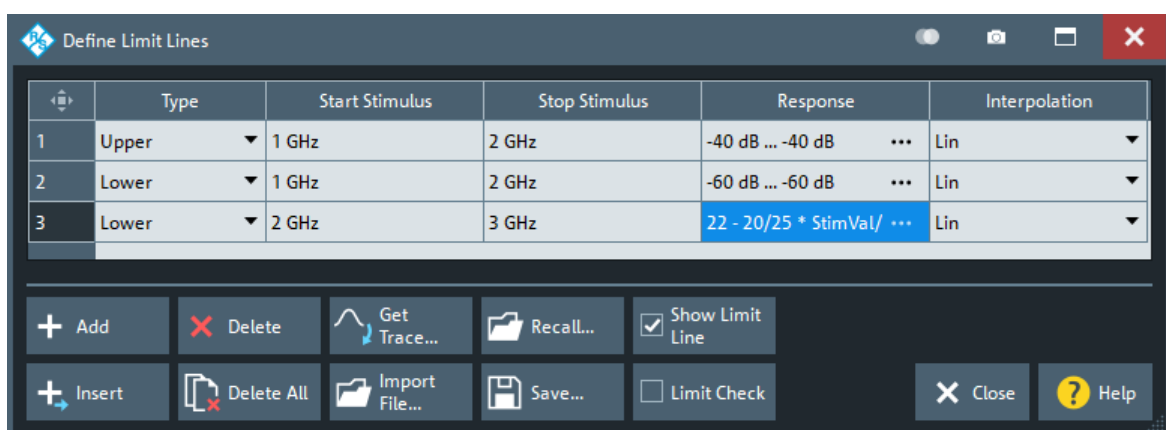 R&S Define Limit Lines
Type Start Stimulus Stop Stimulus Response Interpolation
1 Upper 1 GHz 2 GHz -40 dB ... -40 dB ... Lin
2 Lower 1 GHz 2 GHz -60 dB ... -60 dB ... Lin
3 Lower 2 GHz 3 GHz 22 - 20/25 * StimVal/ ... Lin
Add
Delete
Get
Trace...
Recall...
Show Limit
Line
Insert
Delete All
Import
File...
Save...
Limit Check
Close
? Help